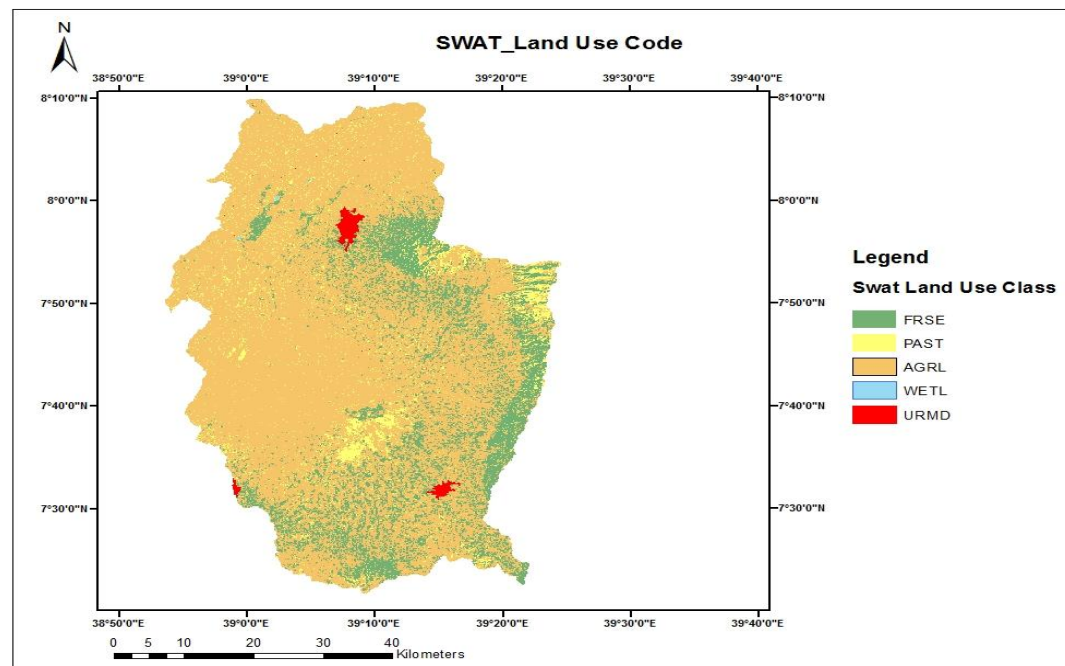 N
SWAT_Land Use Code
38°50'0"E 39°0'0"E 39°10'0"E 39°20'0"E 39°30'0"E 39°40'0"E
8°10'0"N 8°10'0"N
8°0'0"N 8°0'0"N
7°50'0"N 7°50'0"N
7°40'0"N 7°40'0"N
7°30'0"N 7°30'0"N
38°50'0"E 39°0'0"E 39°10'0"E 39°20'0"E 39°30'0"E 39°40'0"E
0 5 10 20 30 40
Kilometers
Legend
Swat Land Use Class
FRSE
PAST
AGRL
WETL
URMD